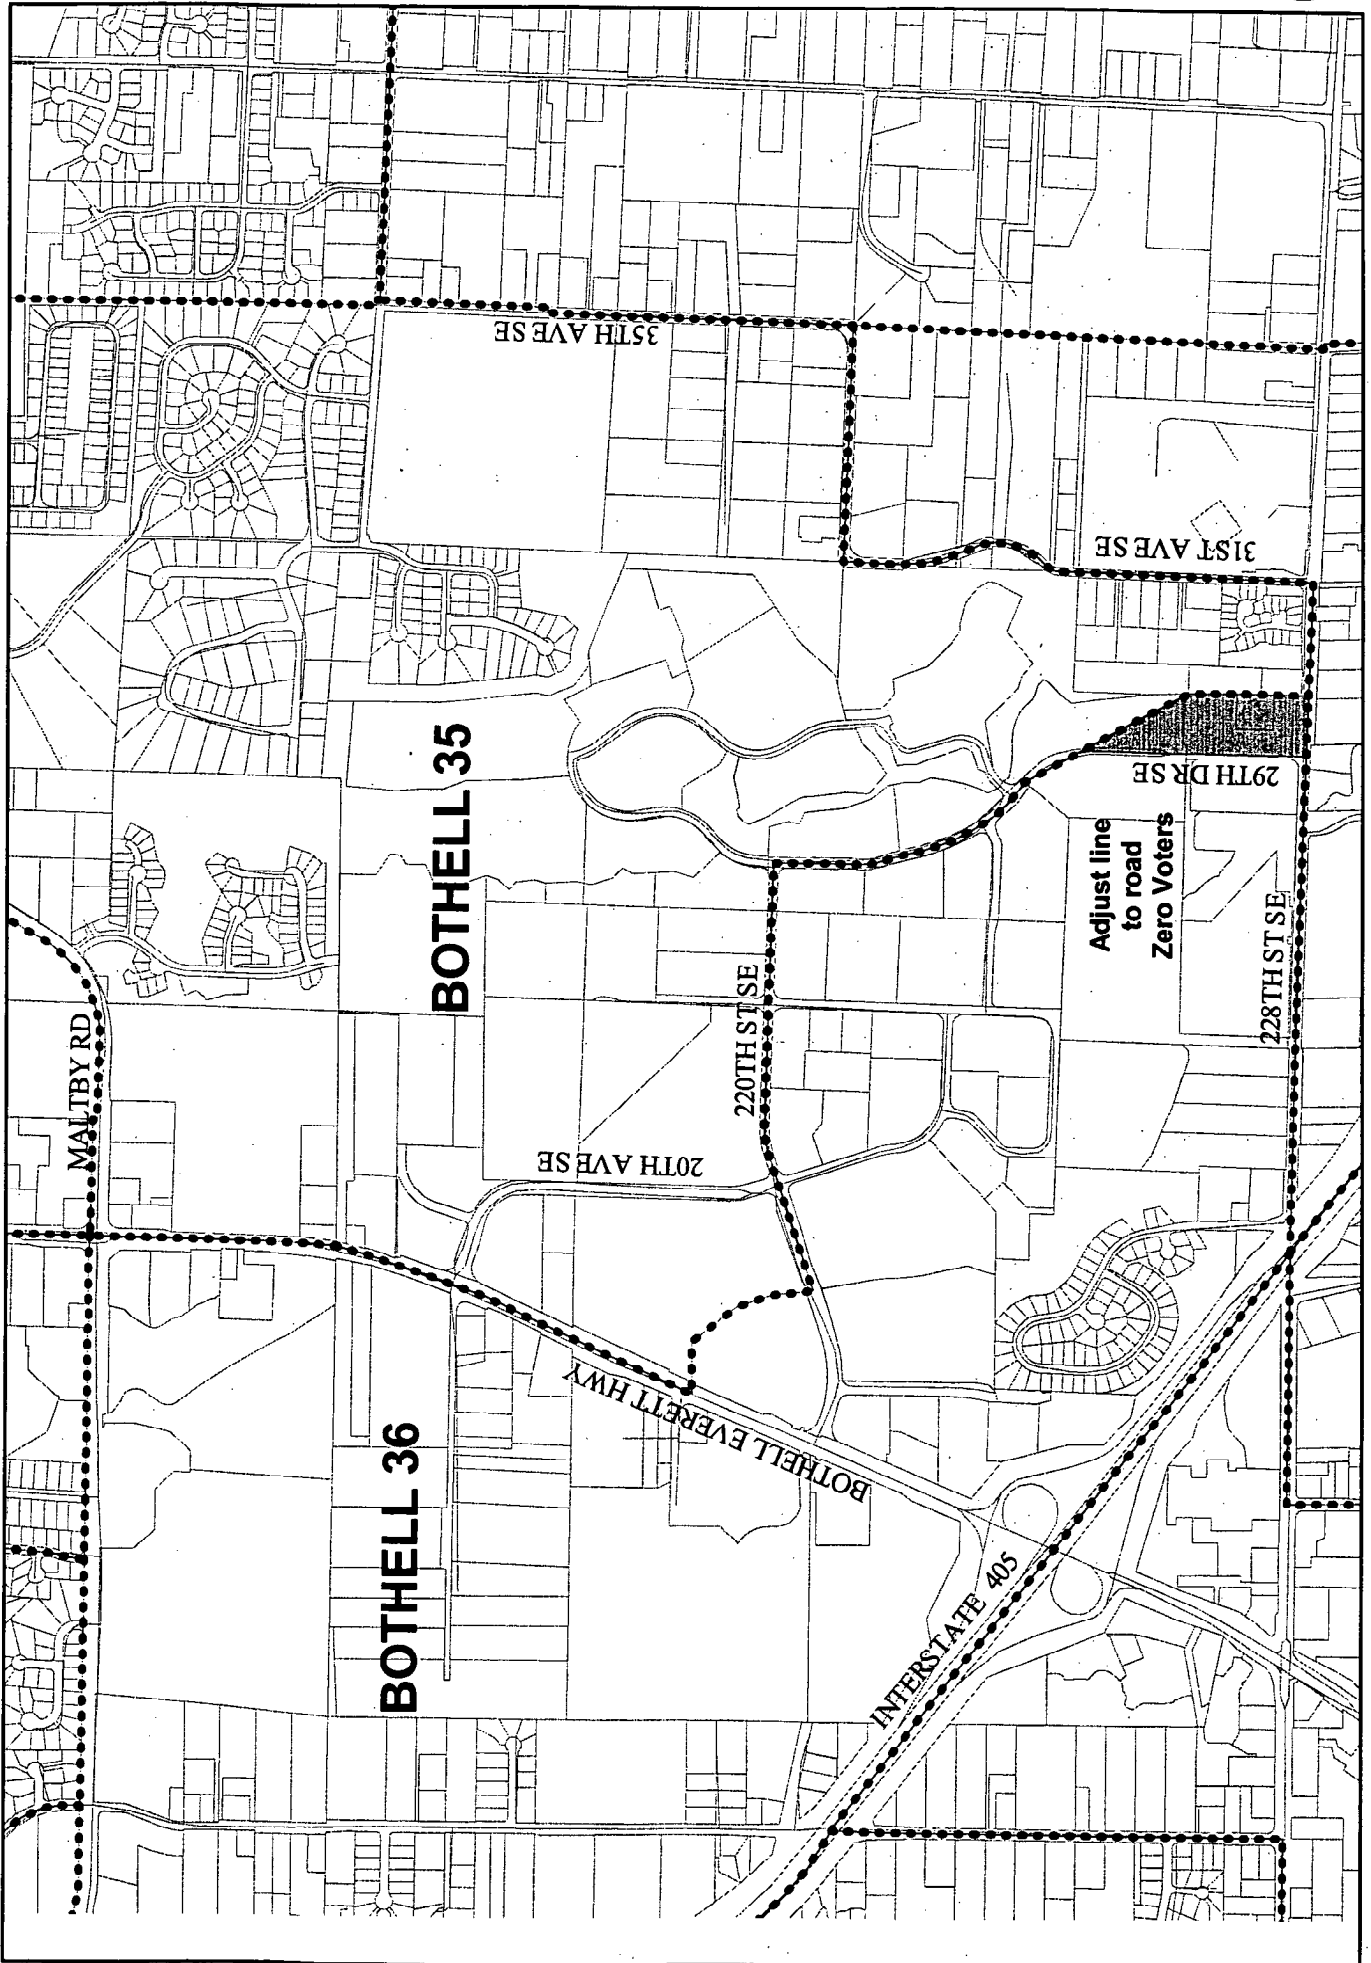 MALTBY RD
35TH AVE SE
BOTHELL 35
31ST AVE SE
29TH DR SE
Adjust line
to road
Zero Voters
220TH ST SE
228TH ST SE
20TH AVE SE
BOTHELL EVERETT HWY
BOTHELL 36
INTERSTATE 405